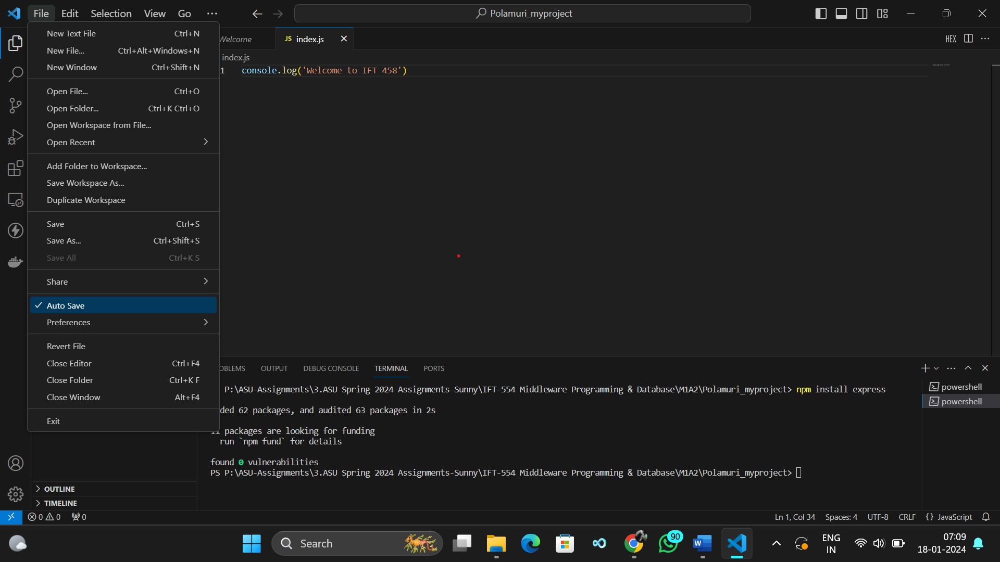 File Edit Selection View Go ···
Polamuri_myproject
New Text File Ctrl+N
New File... Ctrl+Alt+Windows+N
New Window Ctrl+Shift+N
Open File... Ctrl+O
Open Folder... Ctrl+K Ctrl+O
Open Workspace from File...
Open Recent
Add Folder to Workspace...
Save Workspace As...
Duplicate Workspace
Save Ctrl+S
Save As... Ctrl+Shift+S
Save All Ctrl+K S
Share
Auto Save
Preferences
Revert File
Close Editor Ctrl+F4
Close Folder Ctrl+K F
Close Window Alt+F4
Exit
Welcome JS index.js HEX
index.js
1 console.log('Welcome to IFT 458')
OBLEMS OUTPUT DEBUG CONSOLE TERMINAL PORTS
P:\ASU-Assignments\3.ASU Spring 2024 Assignments-Sunny\IFT-554 Middleware Programming & Database\M1A2\Polamuri_myproject> npm install express
ded 62 packages, and audited 63 packages in 2s
packages are looking for funding
run `npm fund` for details
found 0 vulnerabilities
PS P:\ASU-Assignments\3.ASU Spring 2024 Assignments-Sunny\IFT-554 Middleware Programming & Database\M1A2\Polamuri_myproject>
powershell
powershell
OUTLINE
TIMELINE
0 0 0
Ln 1, Col 34 Spaces: 4 UTF-8 CRLF {} JavaScript
Search
90
W
ENG
IN
07:09
18-01-2024